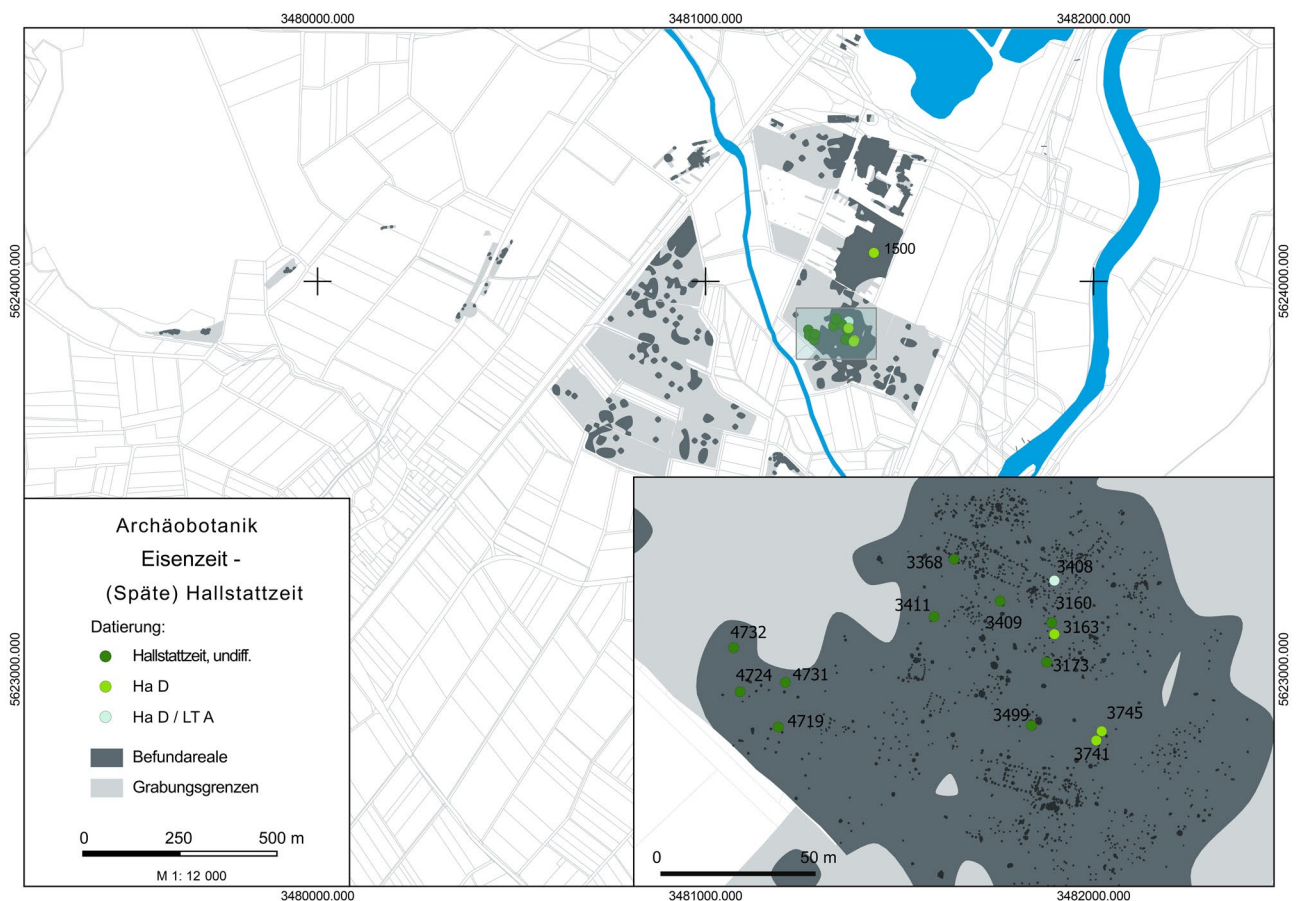 3480000.000
3481000.000
3482000.000
5624000.000
5624000.000
1500
5623000.000
5623000.000
Archäobotanik
Eisenzeit -
(Späte) Hallstattzeit
Datierung:
Hallstattzeit, undiff.
Ha D
Ha D / LT A
Befundareale
Grabungsgrenzen
0 250 500 m
M 1: 12 000
3368
3408
3411
3409
3160
3163
4732
3173
4724
4731
4719
3499
3745
3741
0 50 m
3480000.000
3481000.000
3482000.000